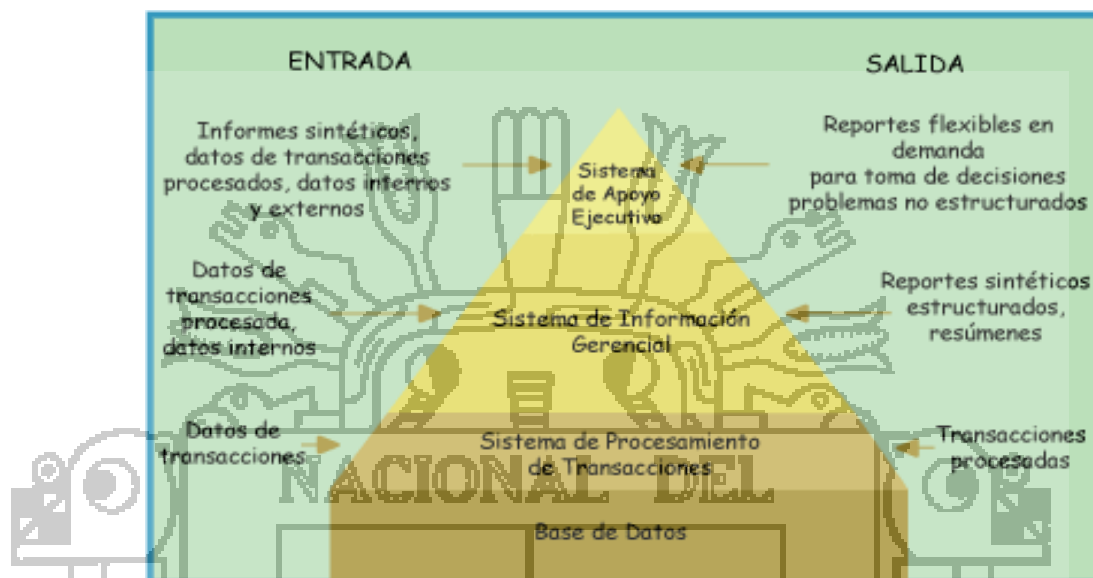 ENTRADA
SALIDA
Informes sintéticos,
datos de transacciones
procesados, datos internos
y externos
Sistema
de Apoyo
Ejecutivo
Reportes flexibles en
demanda
para toma de decisiones
problemas no estructurados
Datos de
transacciones
procesada,
datos internos
Sistema de Información
Gerencial
Reportes sintéticos
estructurados,
resúmenes
Datos de
transacciones
Sistema de Procesamiento
de Transacciones
Transacciones
procesadas
NACIONAL DEL
Base de Datos